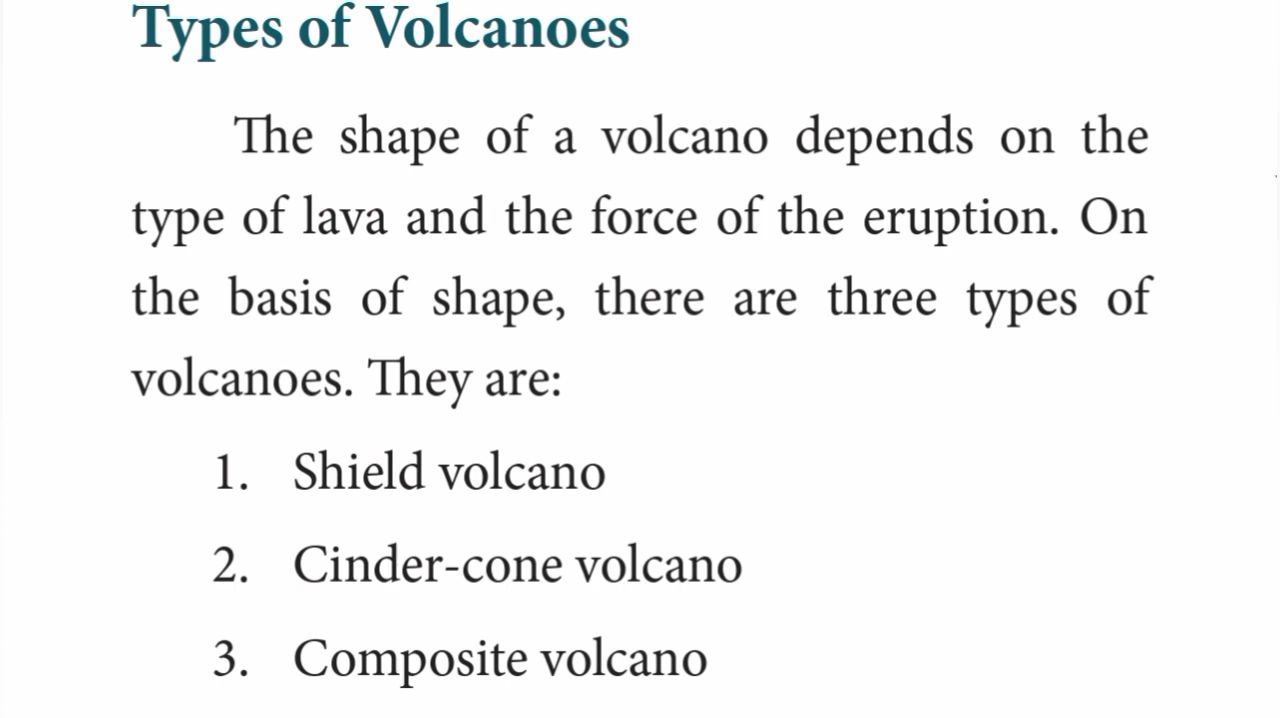 Types of Volcanoes
The shape of a volcano depends on the
type of lava and the force of the eruption. On
the basis of shape, there are three types of
volcanoes. They are:
1. Shield volcano
2. Cinder-cone volcano
3. Composite volcano